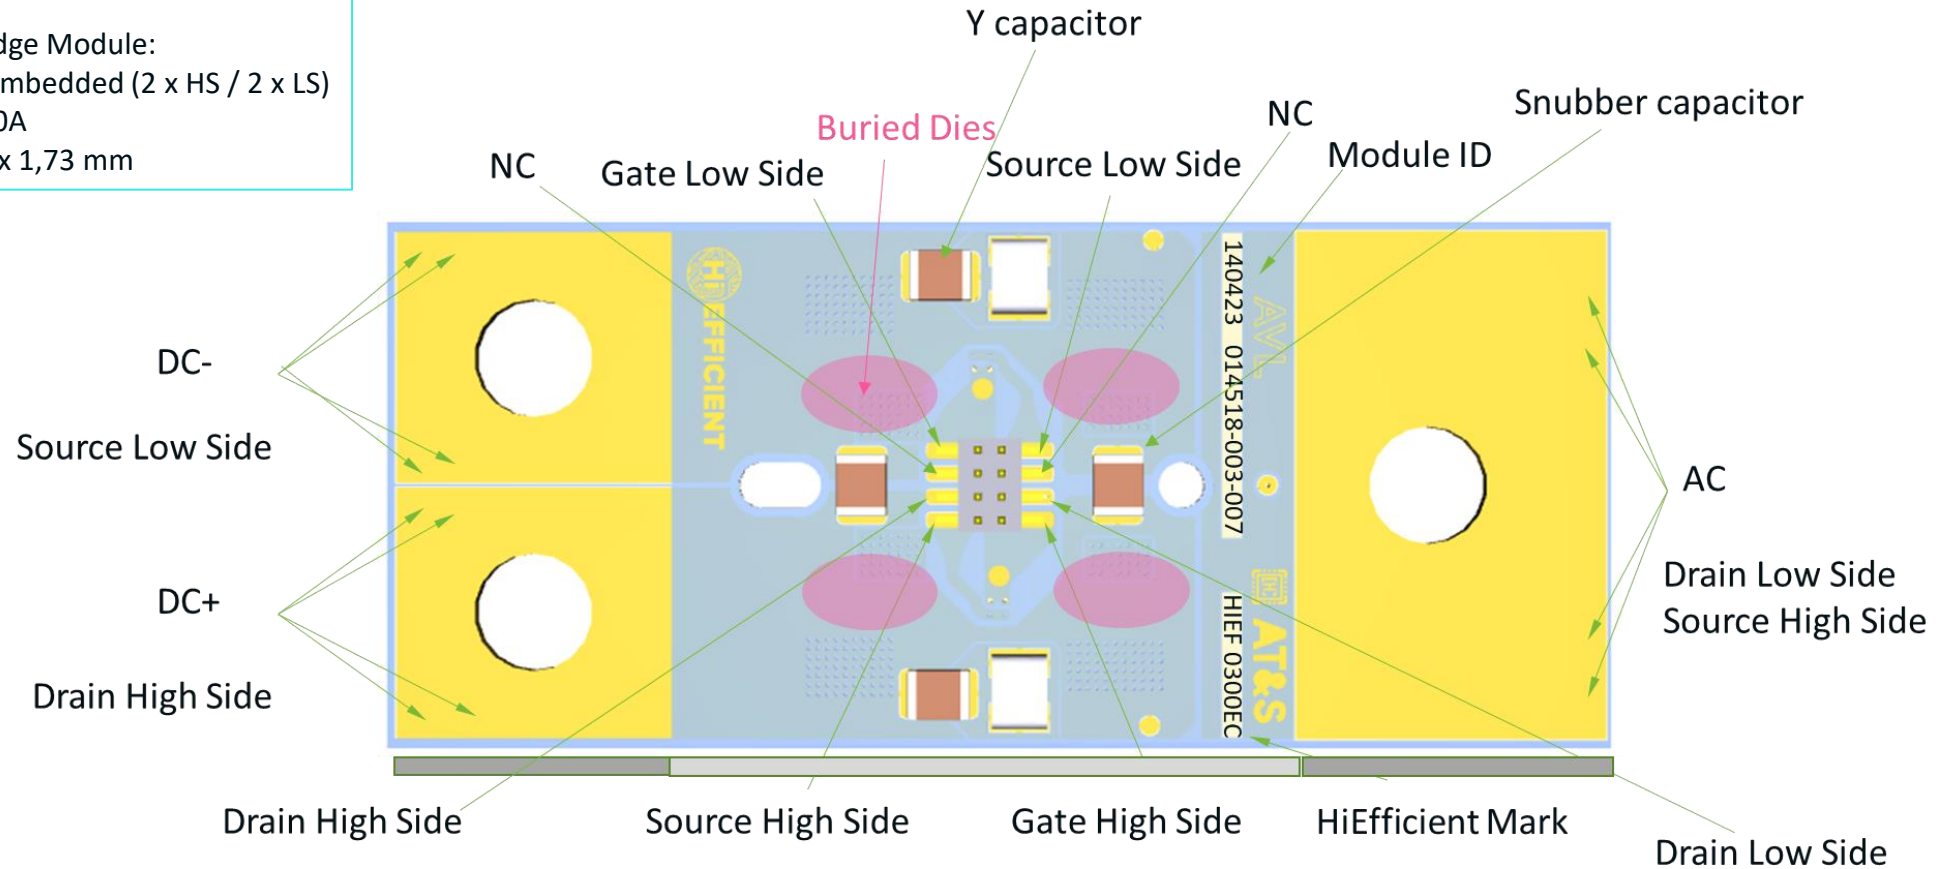 dge Module:
mbedded (2 x HS / 2 x LS)
0A
x 1,73 mm
Y capacitor
Buried Dies
NC
Snubber capacitor
NC
Gate Low Side
Source Low Side
Module ID
DC-
Source Low Side
DC+
Drain High Side
HiEFFICIENT
140423 014518-003-007
HIEF 0300EC
AVL
AT&S
AC
Drain Low Side
Source High Side
Drain High Side
Source High Side
Gate High Side
HiEfficient Mark
Drain Low Side